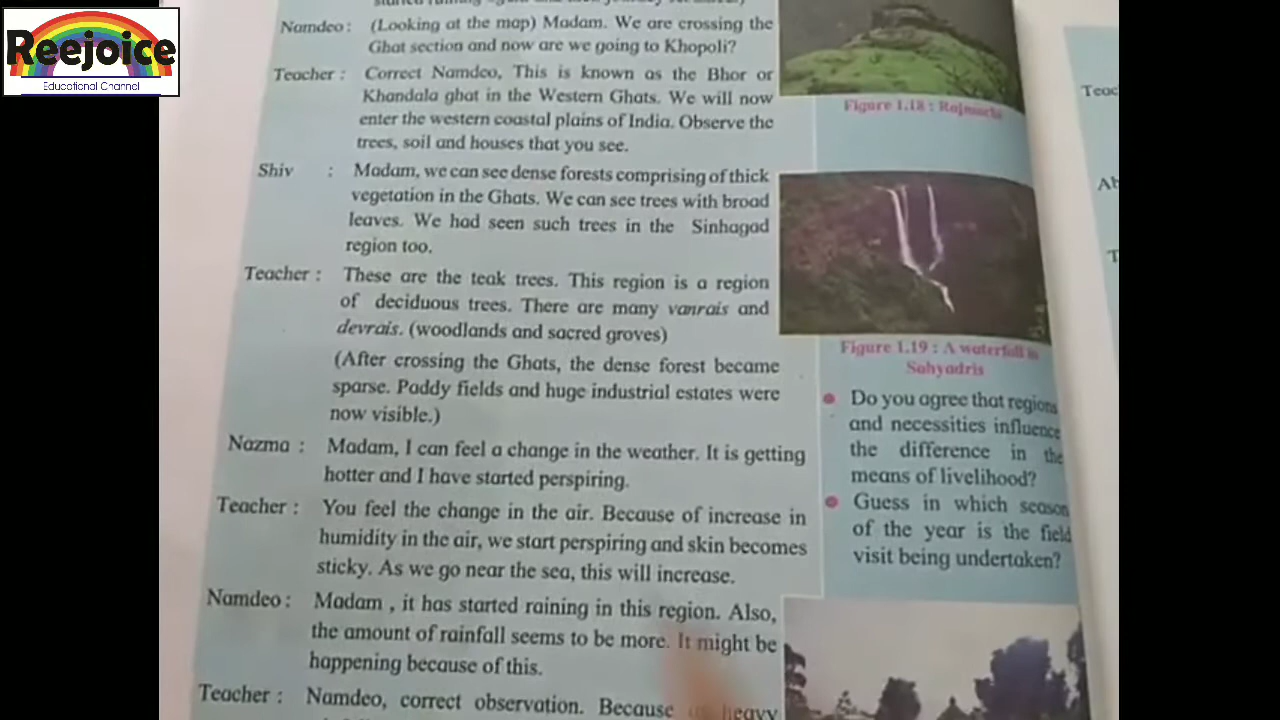 Reejoice
Educational Channel
Namdeo : (Looking at the map) Madam. We are crossing the
Ghat section and now are we going to Khopoli?
Teacher : Correct Namdeo, This is known as the Bhor or
Khandala ghat in the Western Ghats. We will now
enter the western coastal plains of India. Observe the
trees, soil and houses that you see.
Shiv : Madam, we can see dense forests comprising of thick
vegetation in the Ghats. We can see trees with broad
leaves. We had seen such trees in the Sinhagad
region too.
Teacher : These are the teak trees. This region is a region
of deciduous trees. There are many vanrais and
devrais. (woodlands and sacred groves)
(After crossing the Ghats, the dense forest became
sparse. Paddy fields and huge industrial estates were
now visible.)
Nazma : Madam, I can feel a change in the weather. It is getting
hotter and I have started perspiring.
Teacher : You feel the change in the air. Because of increase in
humidity in the air, we start perspiring and skin becomes
sticky. As we go near the sea, this will increase.
Namdeo : Madam , it has started raining in this region. Also,
the amount of rainfall seems to be more. It might be
happening because of this.
Teacher : Namdeo, correct observation. Because heavy
Figure 1.18 : Rajmachi
Figure 1.19 : A waterfall in
Sahyadris
Do you agree that regions
and necessities influence
the difference in the
means of livelihood?
Guess in which season
of the year is the field
visit being undertaken?